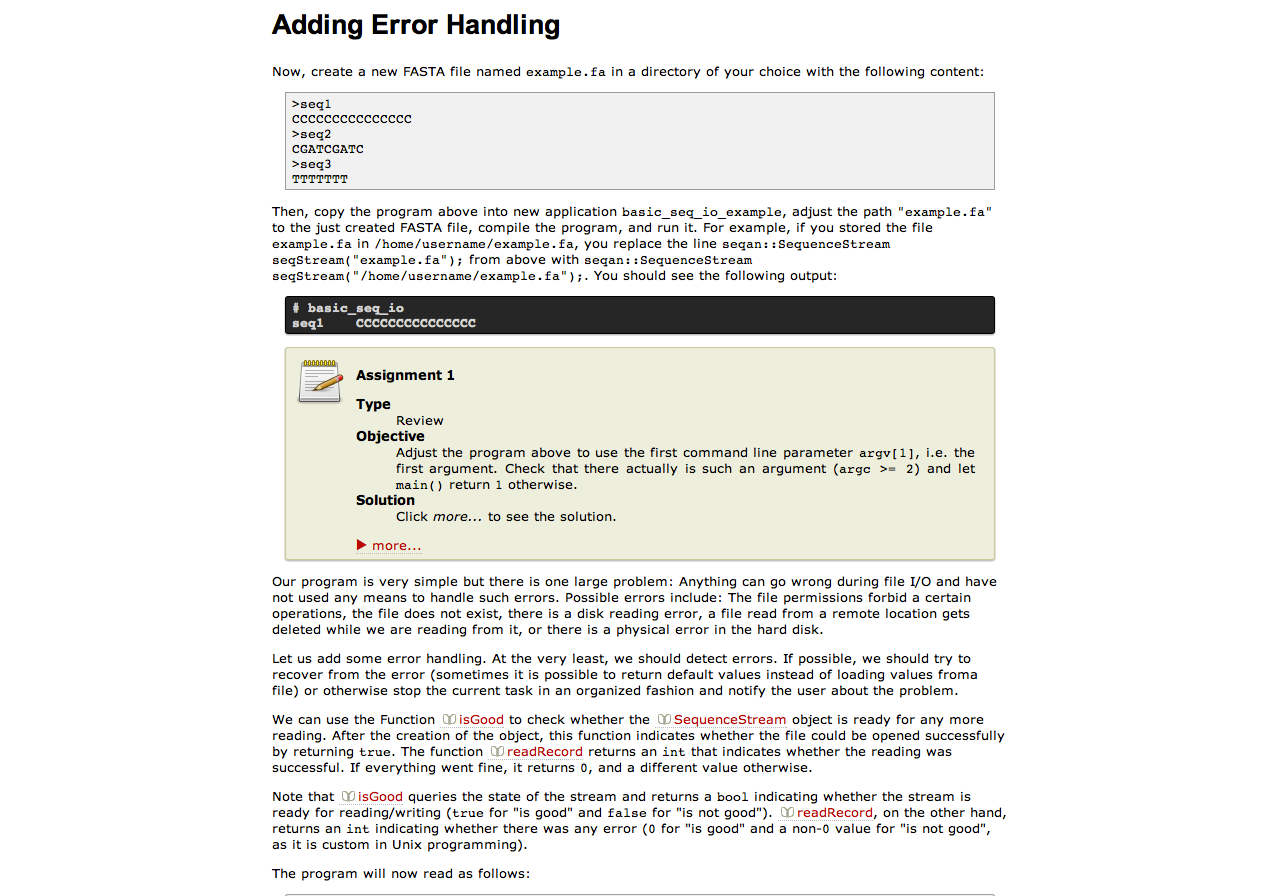 Adding Error Handling
Now, create a new FASTA file named example.fa in a directory of your choice with the following content:
>seq1
CCCCCCCCCCCCCCC
>seq2
CGATCGATC
>seq3
TTTTTTT
Then, copy the program above into new application basic_seq_io_example, adjust the path "example.fa"
to the just created FASTA file, compile the program, and run it. For example, if you stored the file
example.fa in /home/username/example.fa, you replace the line seqan::SequenceStream
seqStream("example.fa"); from above with seqan::SequenceStream
seqStream("/home/username/example.fa");. You should see the following output:
# basic_seq_io
seq1    CCCCCCCCCCCCCCC
Assignment 1
Type
Review
Objective
Adjust the program above to use the first command line parameter argv[1], i.e. the
first argument. Check that there actually is such an argument (argc >= 2) and let
main() return 1 otherwise.
Solution
Click more... to see the solution.
more...
Our program is very simple but there is one large problem: Anything can go wrong during file I/O and have
not used any means to handle such errors. Possible errors include: The file permissions forbid a certain
operations, the file does not exist, there is a disk reading error, a file read from a remote location gets
deleted while we are reading from it, or there is a physical error in the hard disk.
Let us add some error handling. At the very least, we should detect errors. If possible, we should try to
recover from the error (sometimes it is possible to return default values instead of loading values froma
file) or otherwise stop the current task in an organized fashion and notify the user about the problem.
We can use the Function isGood to check whether the SequenceStream object is ready for any more
reading. After the creation of the object, this function indicates whether the file could be opened successfully
by returning true. The function readRecord returns an int that indicates whether the reading was
successful. If everything went fine, it returns 0, and a different value otherwise.
Note that isGood queries the state of the stream and returns a bool indicating whether the stream is
ready for reading/writing (true for "is good" and false for "is not good"). readRecord, on the other hand,
returns an int indicating whether there was any error (0 for "is good" and a non-0 value for "is not good",
as it is custom in Unix programming).
The program will now read as follows: